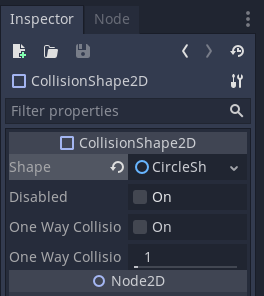 Inspector Node
CollisionShape2D
Filter properties
CollisionShape2D
Shape CircleSh
Disabled On
One Way Collisio On
One Way Collisio 1
Node2D